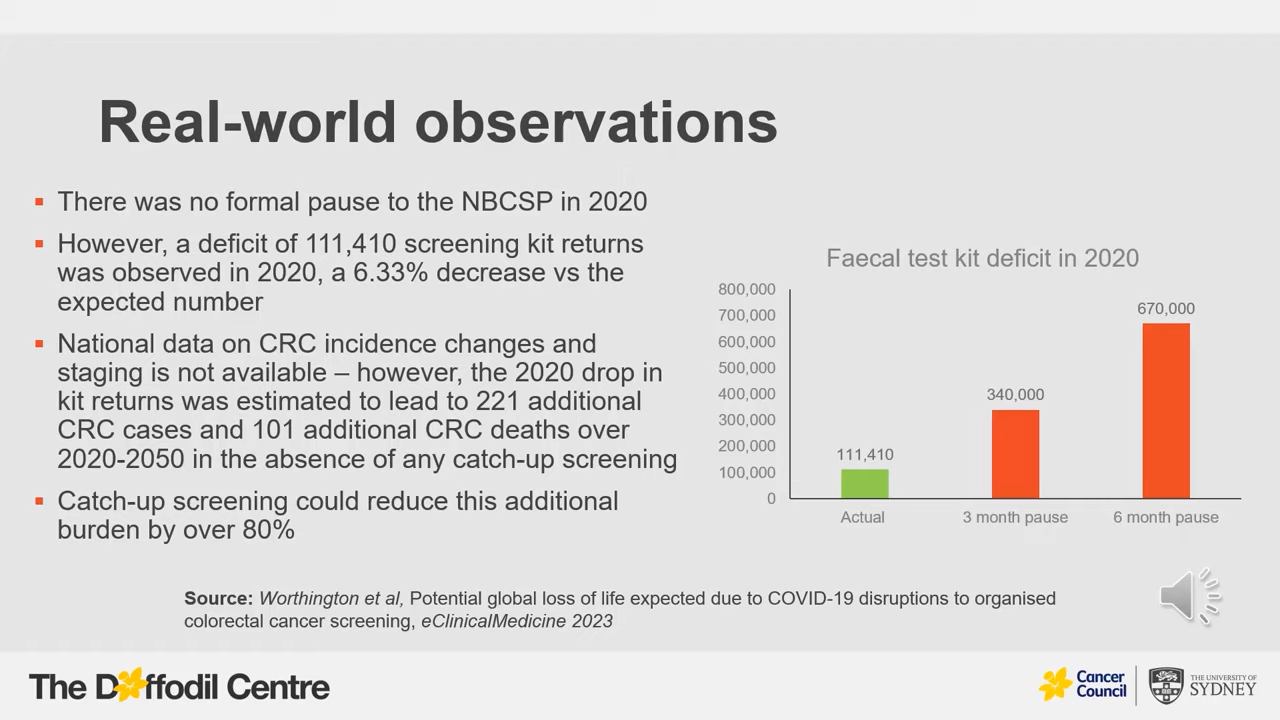 Real-world observations
There was no formal pause to the NBCSP in 2020
However, a deficit of 111,410 screening kit returns
was observed in 2020, a 6.33% decrease vs the
expected number
National data on CRC incidence changes and
staging is not available – however, the 2020 drop in
kit returns was estimated to lead to 221 additional
CRC cases and 101 additional CRC deaths over
2020-2050 in the absence of any catch-up screening
Catch-up screening could reduce this additional
burden by over 80%
Faecal test kit deficit in 2020
800,000
700,000
600,000
500,000
400,000
300,000
200,000
100,000
0
111,410
340,000
670,000
Actual
3 month pause
6 month pause
Source: Worthington et al, Potential global loss of life expected due to COVID-19 disruptions to organised
colorectal cancer screening, eClinicalMedicine 2023
The Daffodil Centre
Cancer
Council
THE UNIVERSITY OF
SYDNEY